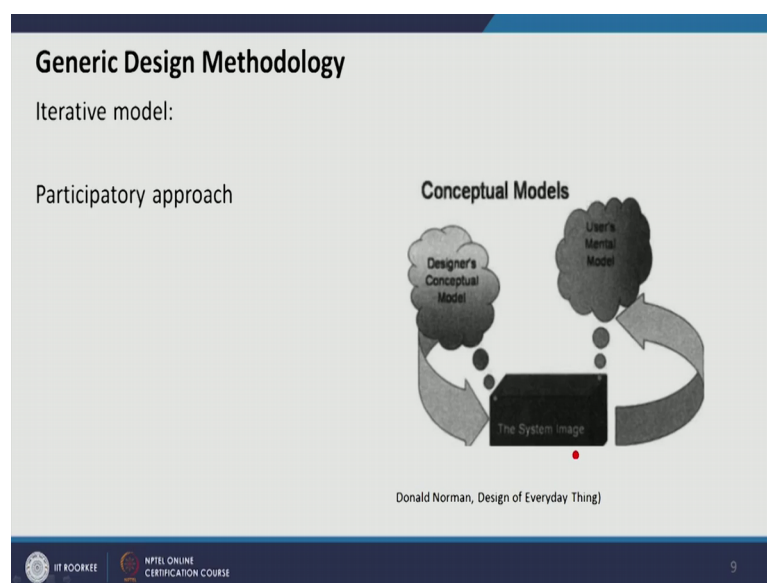 Generic Design Methodology
Iterative model:
Participatory approach
Conceptual Models
Designer's
Conceptual
Model
User's
Mental
Model
The System Image
Donald Norman, Design of Everyday Thing)
IIT ROORKEE
NPTEL ONLINE
CERTIFICATION COURSE
9